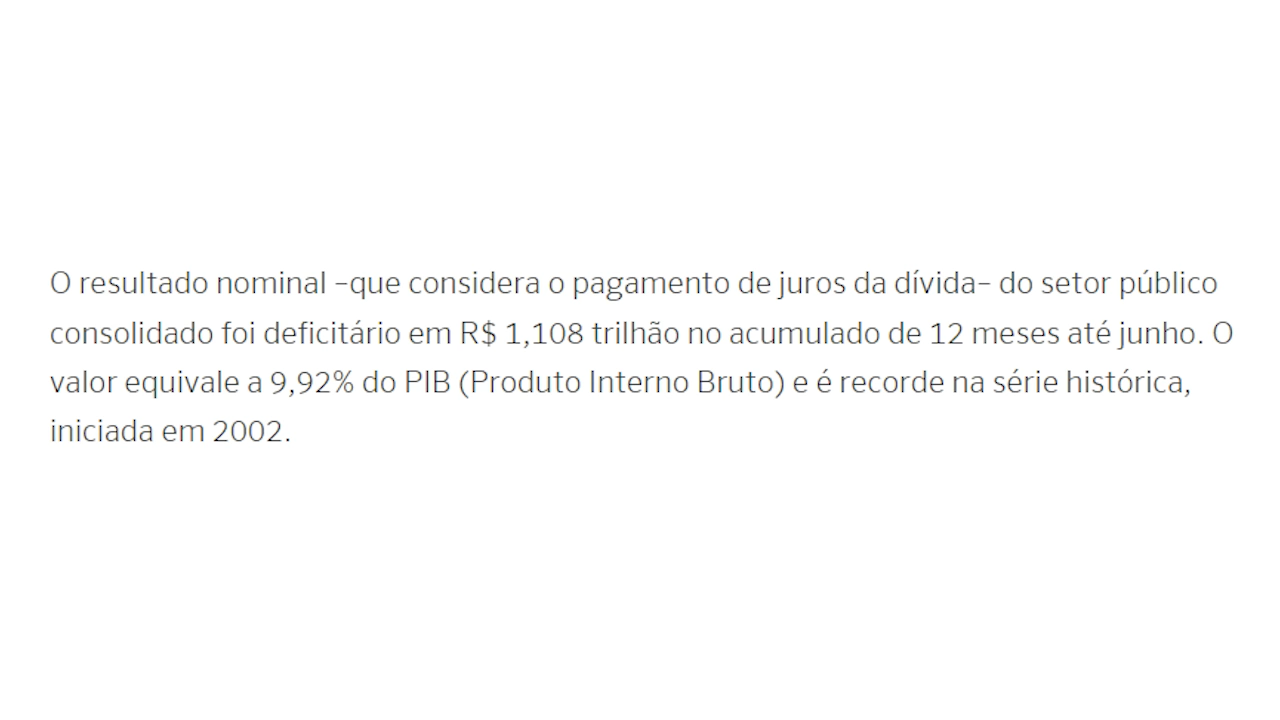 O resultado nominal –que considera o pagamento de juros da dívida– do setor público
consolidado foi deficitário em R$ 1,108 trilhão no acumulado de 12 meses até junho. O
valor equivale a 9,92% do PIB (Produto Interno Bruto) e é recorde na série histórica,
iniciada em 2002.